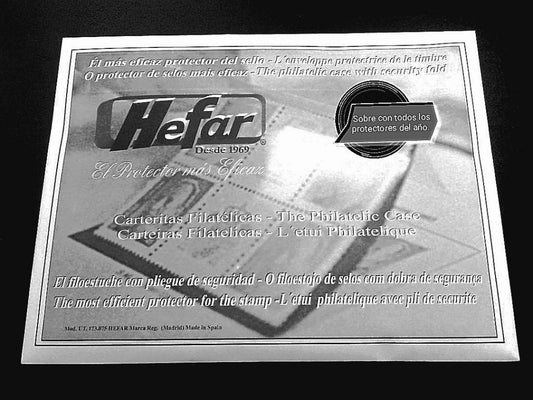 El más eficaz protector del sello - L´enveloppe protectrice de le timbre
O protector de selos mais eficaz -The philatelic case with security fold
Hefar®
Desde 1969
El Protector más Eficaz
Sobre con todos los
protectores del año.
Carteritas Filatélicas - The Philatelic Case
Carteiras Filatelicas - L´etui Philatelique
El filoestuche con pliegue de seguridad - O filoestojo de selos com dobra de segurança
The most efficient protector for the stamp -L´etui philatelique avec pli de securite
Mod. UT. 173.075 HEFAR Marca Reg. (Madrid) Made in Spain